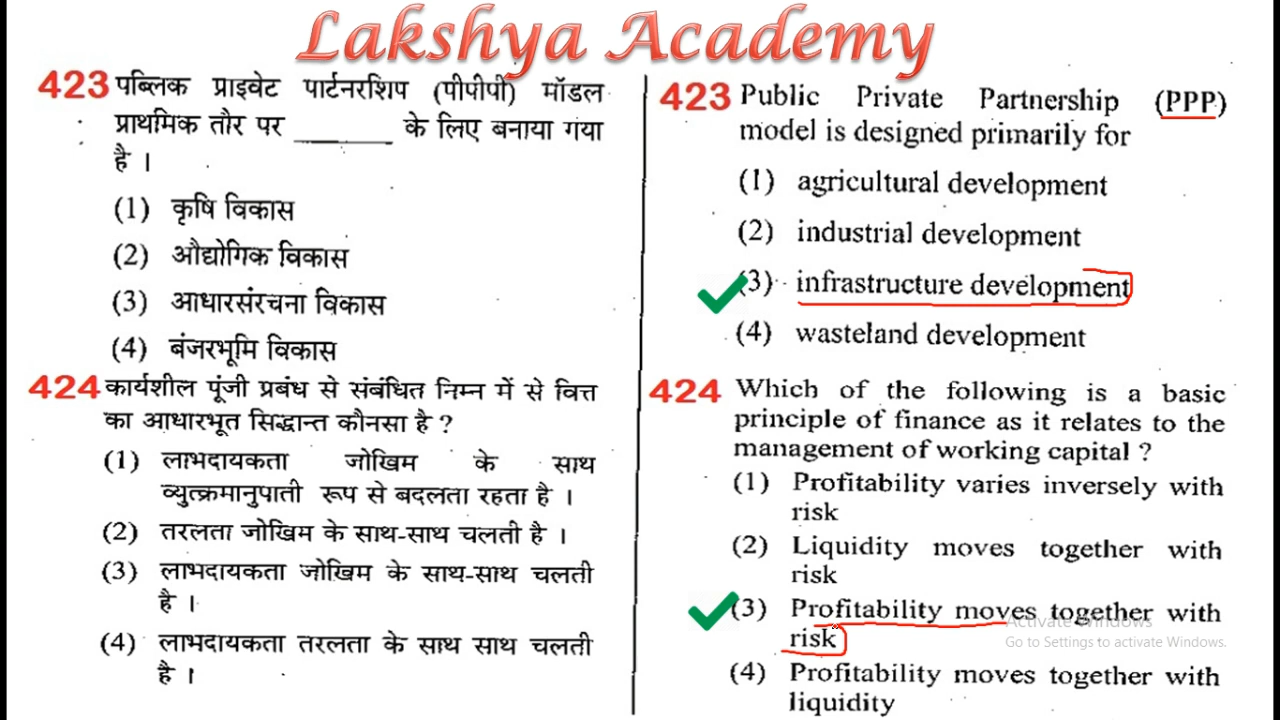 Lakshya Academy
423 पब्लिक प्राइवेट पार्टनरशिप (पीपीपी) मॉडल
प्राथमिक तौर पर ________ के लिए बनाया गया
है ।
(1) कृषि विकास
(2) औद्योगिक विकास
(3) आधारसंरचना विकास
(4) बंजरभूमि विकास
424 कार्यशील पूंजी प्रबंध से संबंधित निम्न में से वित्त
का आधारभूत सिद्धान्त कौनसा है ?
(1) लाभदायकता जोखिम के साथ
व्युत्क्रमानुपाती रूप से बदलता रहता है ।
(2) तरलता जोखिम के साथ-साथ चलती है ।
(3) लाभदायकता जोखिम के साथ-साथ चलती
है ।
(4) लाभदायकता तरलता के साथ साथ चलती
है ।
423 Public Private Partnership (PPP)
model is designed primarily for
(1) agricultural development
(2) industrial development
(3) infrastructure development
(4) wasteland development
424 Which of the following is a basic
principle of finance as it relates to the
management of working capital ?
(1) Profitability varies inversely with
risk
(2) Liquidity moves together with
risk
(3) Profitability moves together with
risk
(4) Profitability moves together with
liquidity
Activate Windows
Go to Settings to activate Windows.